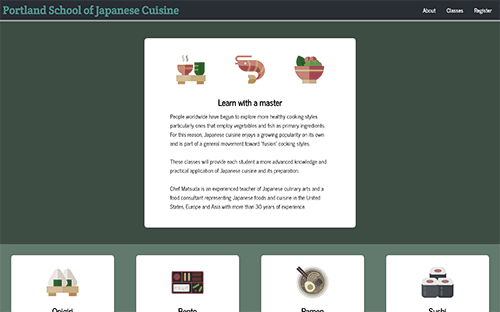 Portland School of Japanese Cuisine
About Classes Register
Learn with a master
People worldwide have begun to explore more healthy cooking styles
particularly ones that employ vegetables and fish as primary ingredients.
For this reason, Japanese cuisine enjoys a growing popularity on its own
and is part of a general movement toward "fusion" cooking styles.
These classes will provide each student a more advanced knowledge and
practical application of Japanese cuisine and its preparation.
Chef Matsuda is an experienced teacher of Japanese culinary arts and a
food consultant representing Japanese foods and cuisine in the United
States, Europe and Asia with more than 30 years of experience.
Onigiri
Bento
Ramen
Sushi